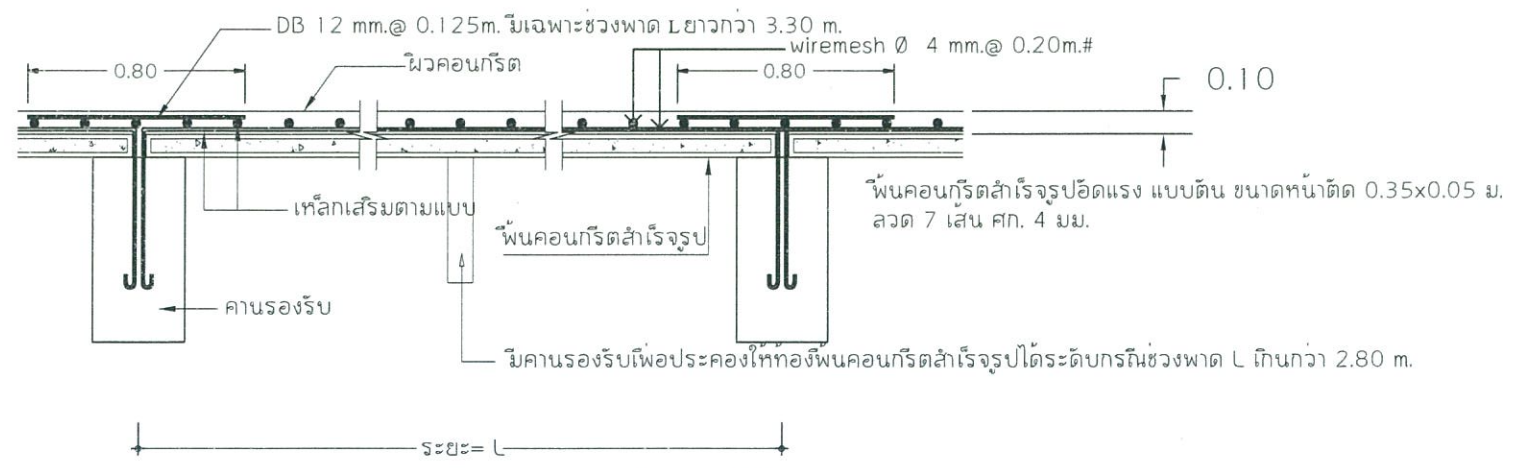 DB 12 mm.@ 0.125m. มีเฉพาะช่วงพาด L ยาวกว่า 3.30 m.
wiremesh Ø 4 mm.@ 0.20m.#
0.80
ผิวคอนกรีต
0.80
0.10
พื้นคอนกรีตสำเร็จรูปอัดแรง แบบตัน ขนาดหน้าตัด 0.35x0.05 ม.
ลวด 7 เส้น ศก. 4 มม.
เหล็กเสริมตามแบบ
พื้นคอนกรีตสำเร็จรูป
คานรองรับ
มีคานรองรับเพื่อประคองให้ท้องพื้นคอนกรีตสำเร็จรูปได้ระดับกรณีช่วงพาด L เกินกว่า 2.80 m.
ระยะ= L